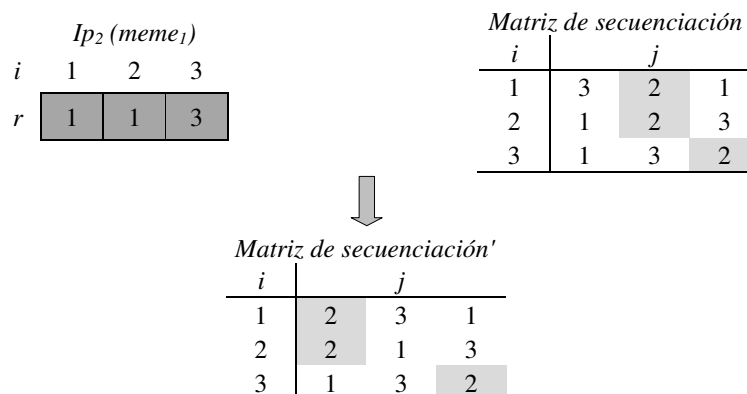 Ip2 (meme1)
i 1 2 3
r 1 1 3
Matriz de secuenciación
i j
1 3 2 1
2 1 2 3
3 1 3 2
Matriz de secuenciación'
i j
1 2 3 1
2 2 1 3
3 1 3 2